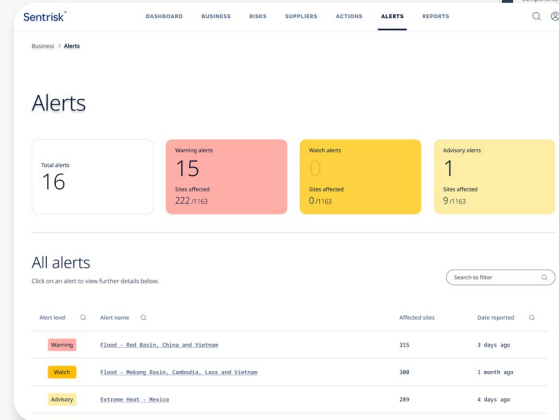 Sentrisk™
DASHBOARD BUSINESS RISKS SUPPLIERS ACTIONS ALERTS REPORTS
Business > Alerts
Alerts
Total alerts
16
Warning alerts
15
Sites affected
222 /1163
Watch alerts
0
Sites affected
0 /1163
Advisory alerts
1
Sites affected
9 /1163
All alerts
Click on an alert to view further details below.
Search to filter
Alert level Alert name Affected sites Date reported
Warning Flood - Red Basin, China and Vietnam 315 3 days ago
Watch Flood - Mekong Basin, Cambodia, Laos and Vietnam 300 1 month ago
Advisory Extreme Heat - Mexico 289 4 days ago